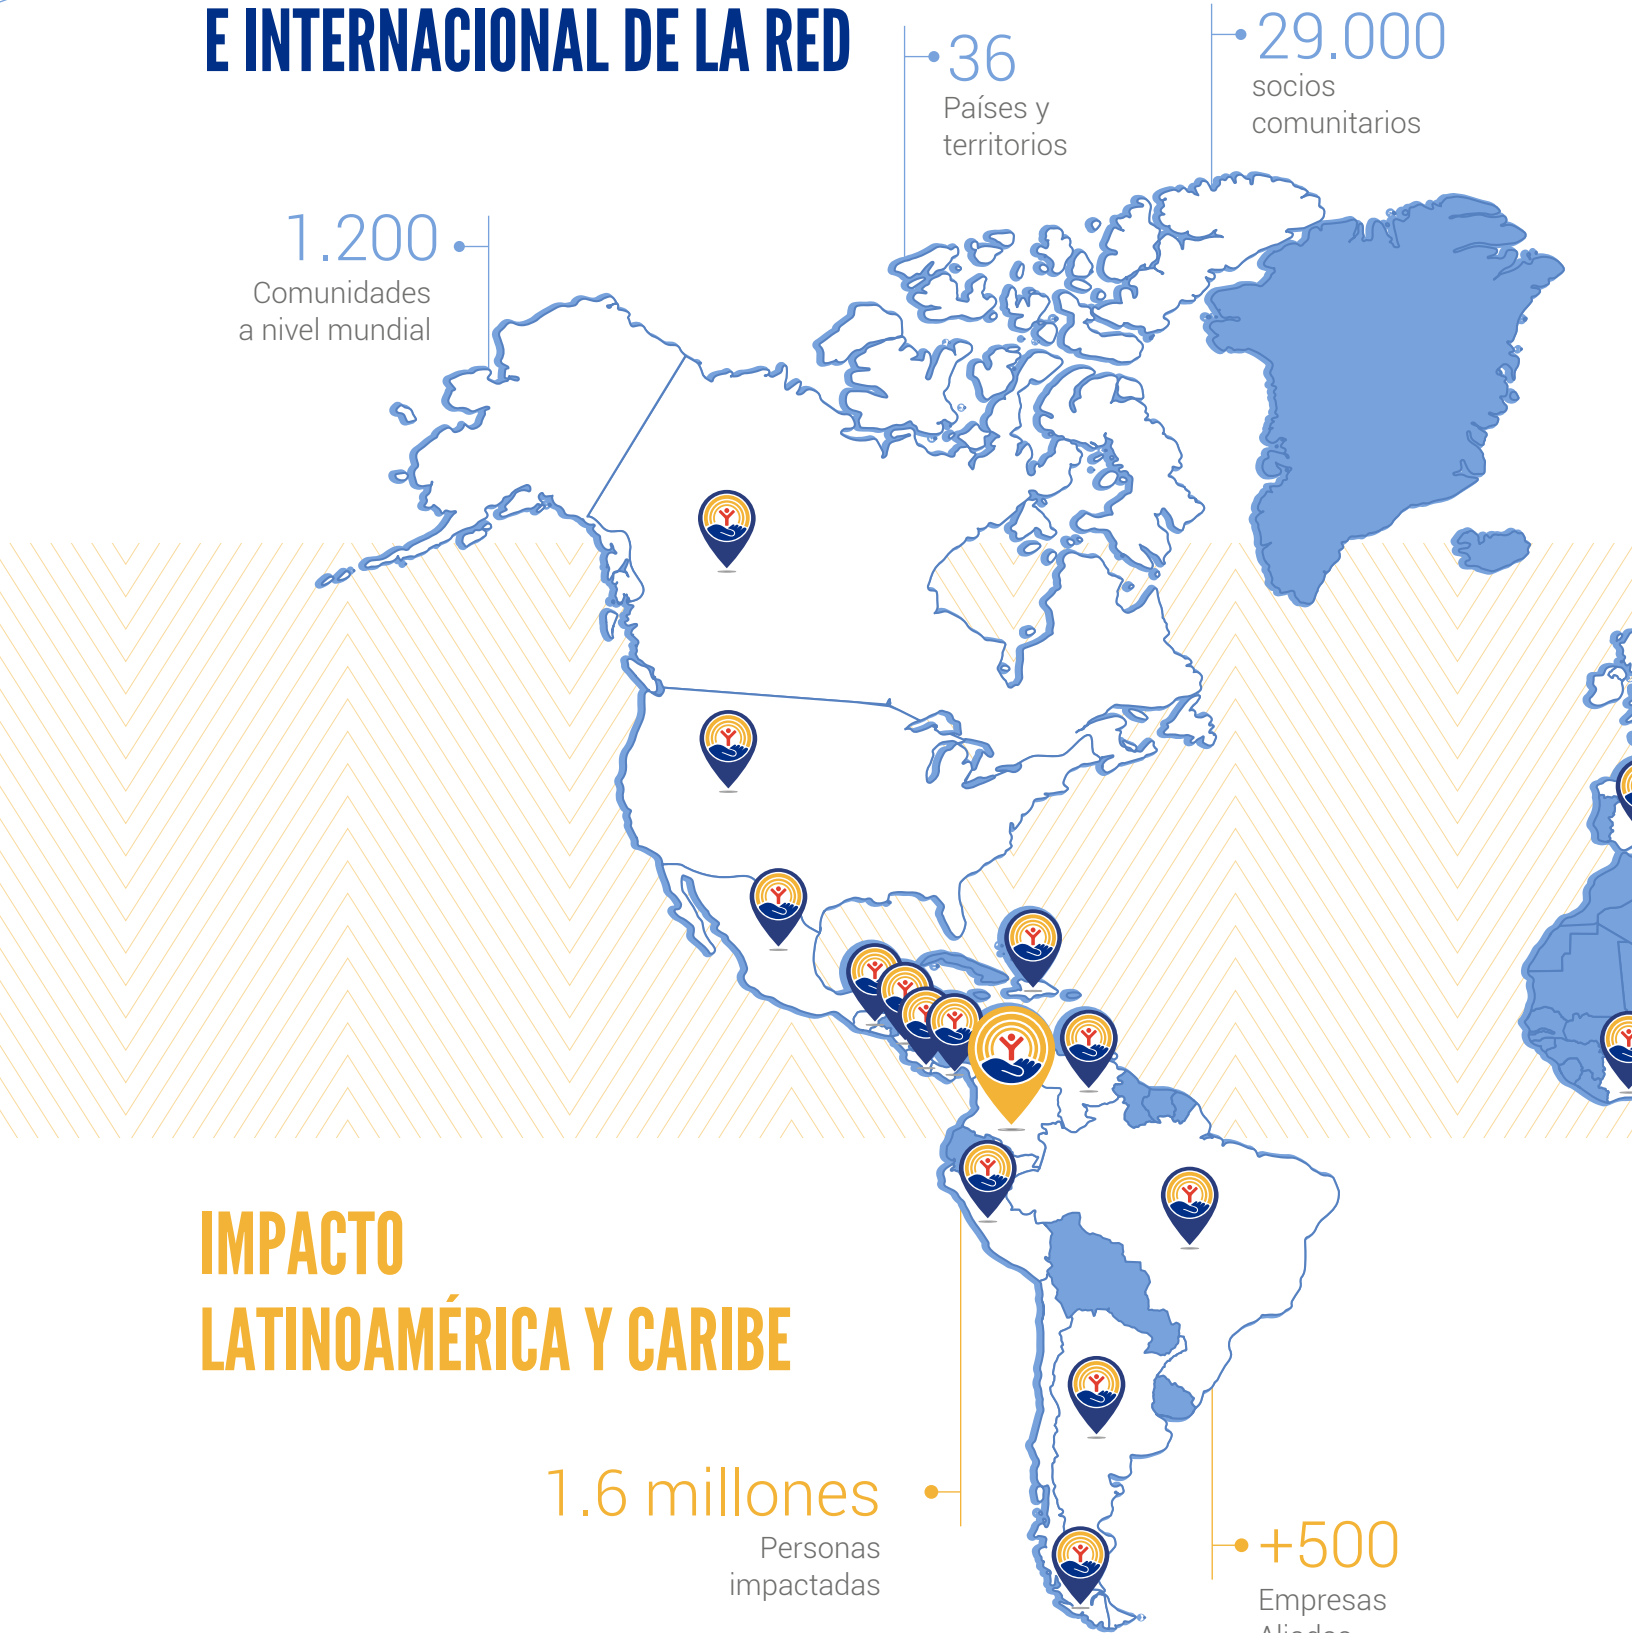 E INTERNACIONAL DE LA RED
36
Países y
territorios
29.000
socios
comunitarios
1.200
Comunidades
a nivel mundial
IMPACTO
LATINOAMÉRICA Y CARIBE
1.6 millones
Personas
impactadas
+500
Empresas
Aliadas